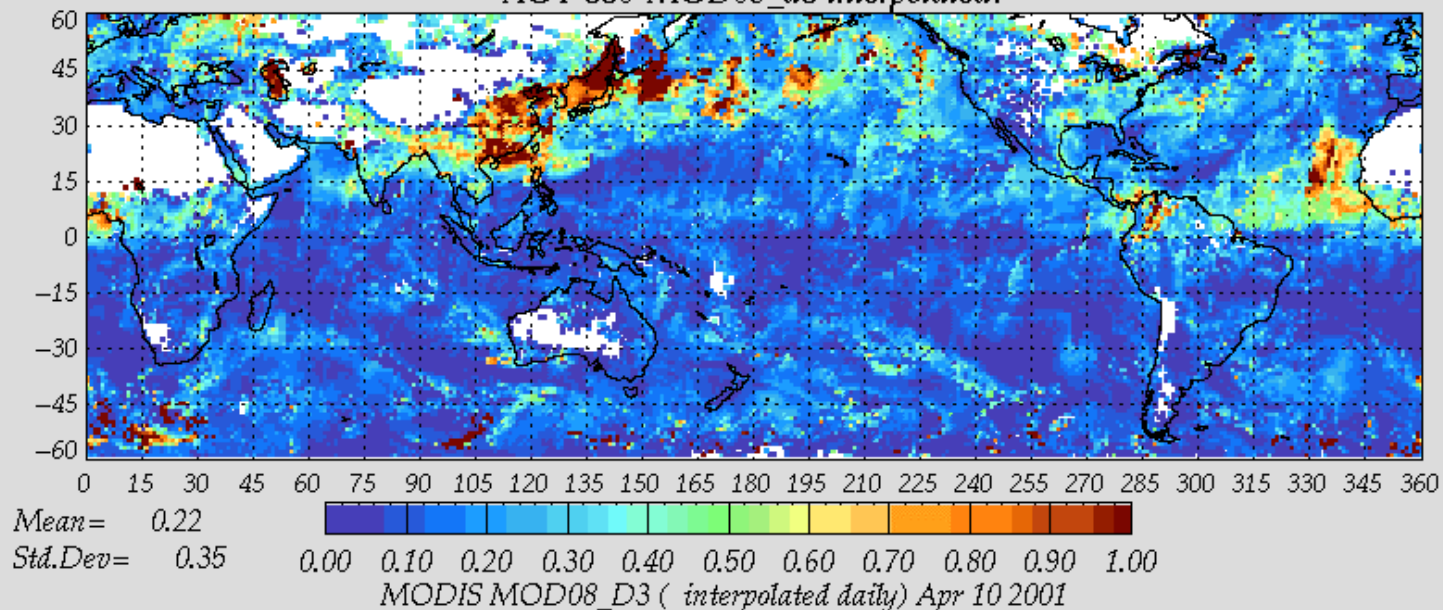 60
45
30
15
0
−15
−30
−45
−60
0 15 30 45 60 75 90 105 120 135 150 165 180 195 210 225 240 255 270 285 300 315 330 345 360
Mean= 0.22
Std.Dev= 0.35
0.00 0.10 0.20 0.30 0.40 0.50 0.60 0.70 0.80 0.90 1.00
MODIS MOD08_D3 ( interpolated daily) Apr 10 2001